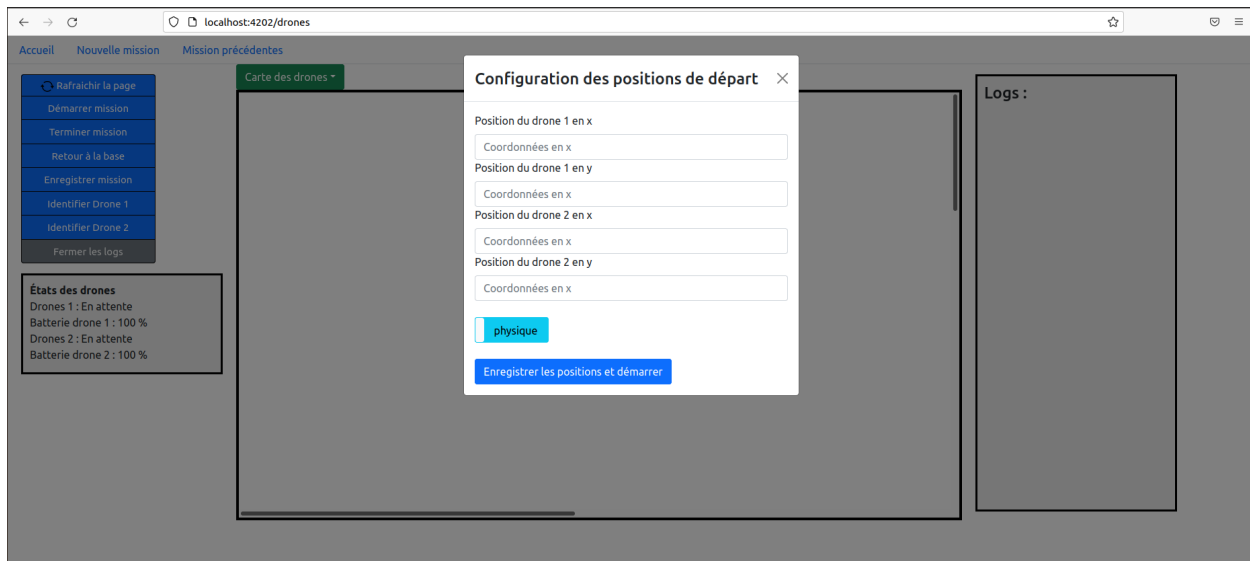 localhost:4202/drones
Accueil Nouvelle mission Mission précédentes
Rafraichir la page
Démarrer mission
Terminer mission
Retour à la base
Enregistrer mission
Identifier Drone 1
Identifier Drone 2
Fermer les logs
États des drones
Drones 1 : En attente
Batterie drone 1 : 100 %
Drones 2 : En attente
Batterie drone 2 : 100 %
Carte des drones
Configuration des positions de départ
Position du drone 1 en x
Coordonnées en x
Position du drone 1 en y
Coordonnées en x
Position du drone 2 en x
Coordonnées en x
Position du drone 2 en y
Coordonnées en x
physique
Enregistrer les positions et démarrer
Logs :